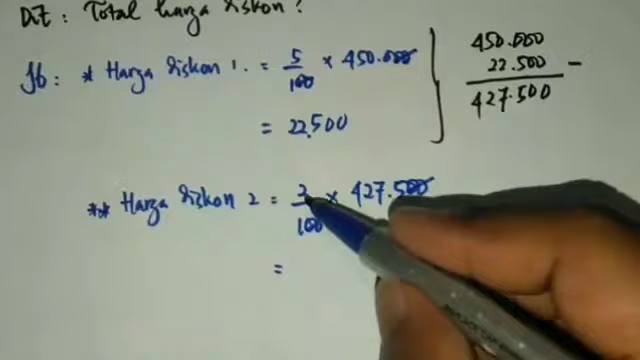 Dit : Total harga diskon ?
Jb : * Harga diskon 1 . = 5/100 × 450.000
= 22.500
450.000
22.500 -
427.500
** Harga diskon 2 = 2/100 × 427.500
=